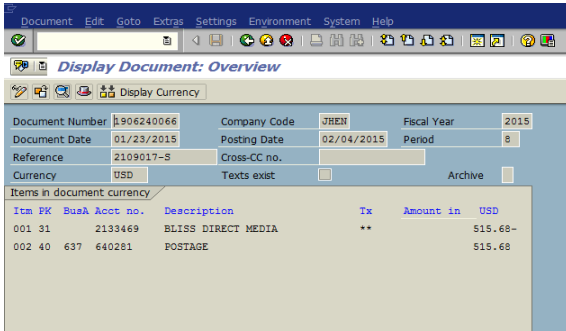 Document Edit Goto Extras Settings Environment System Help
Display Document: Overview
Display Currency
Document Number 1906240066 Company Code JHEN Fiscal Year 2015
Document Date 01/23/2015 Posting Date 02/04/2015 Period 8
Reference 2109017-S Cross-CC no.
Currency USD Texts exist Archive
Items in document currency
Itm PK BusA Acct no. Description Tx Amount in USD
001 31 2133469 BLISS DIRECT MEDIA ** 515.68-
002 40 637 640281 POSTAGE 515.68